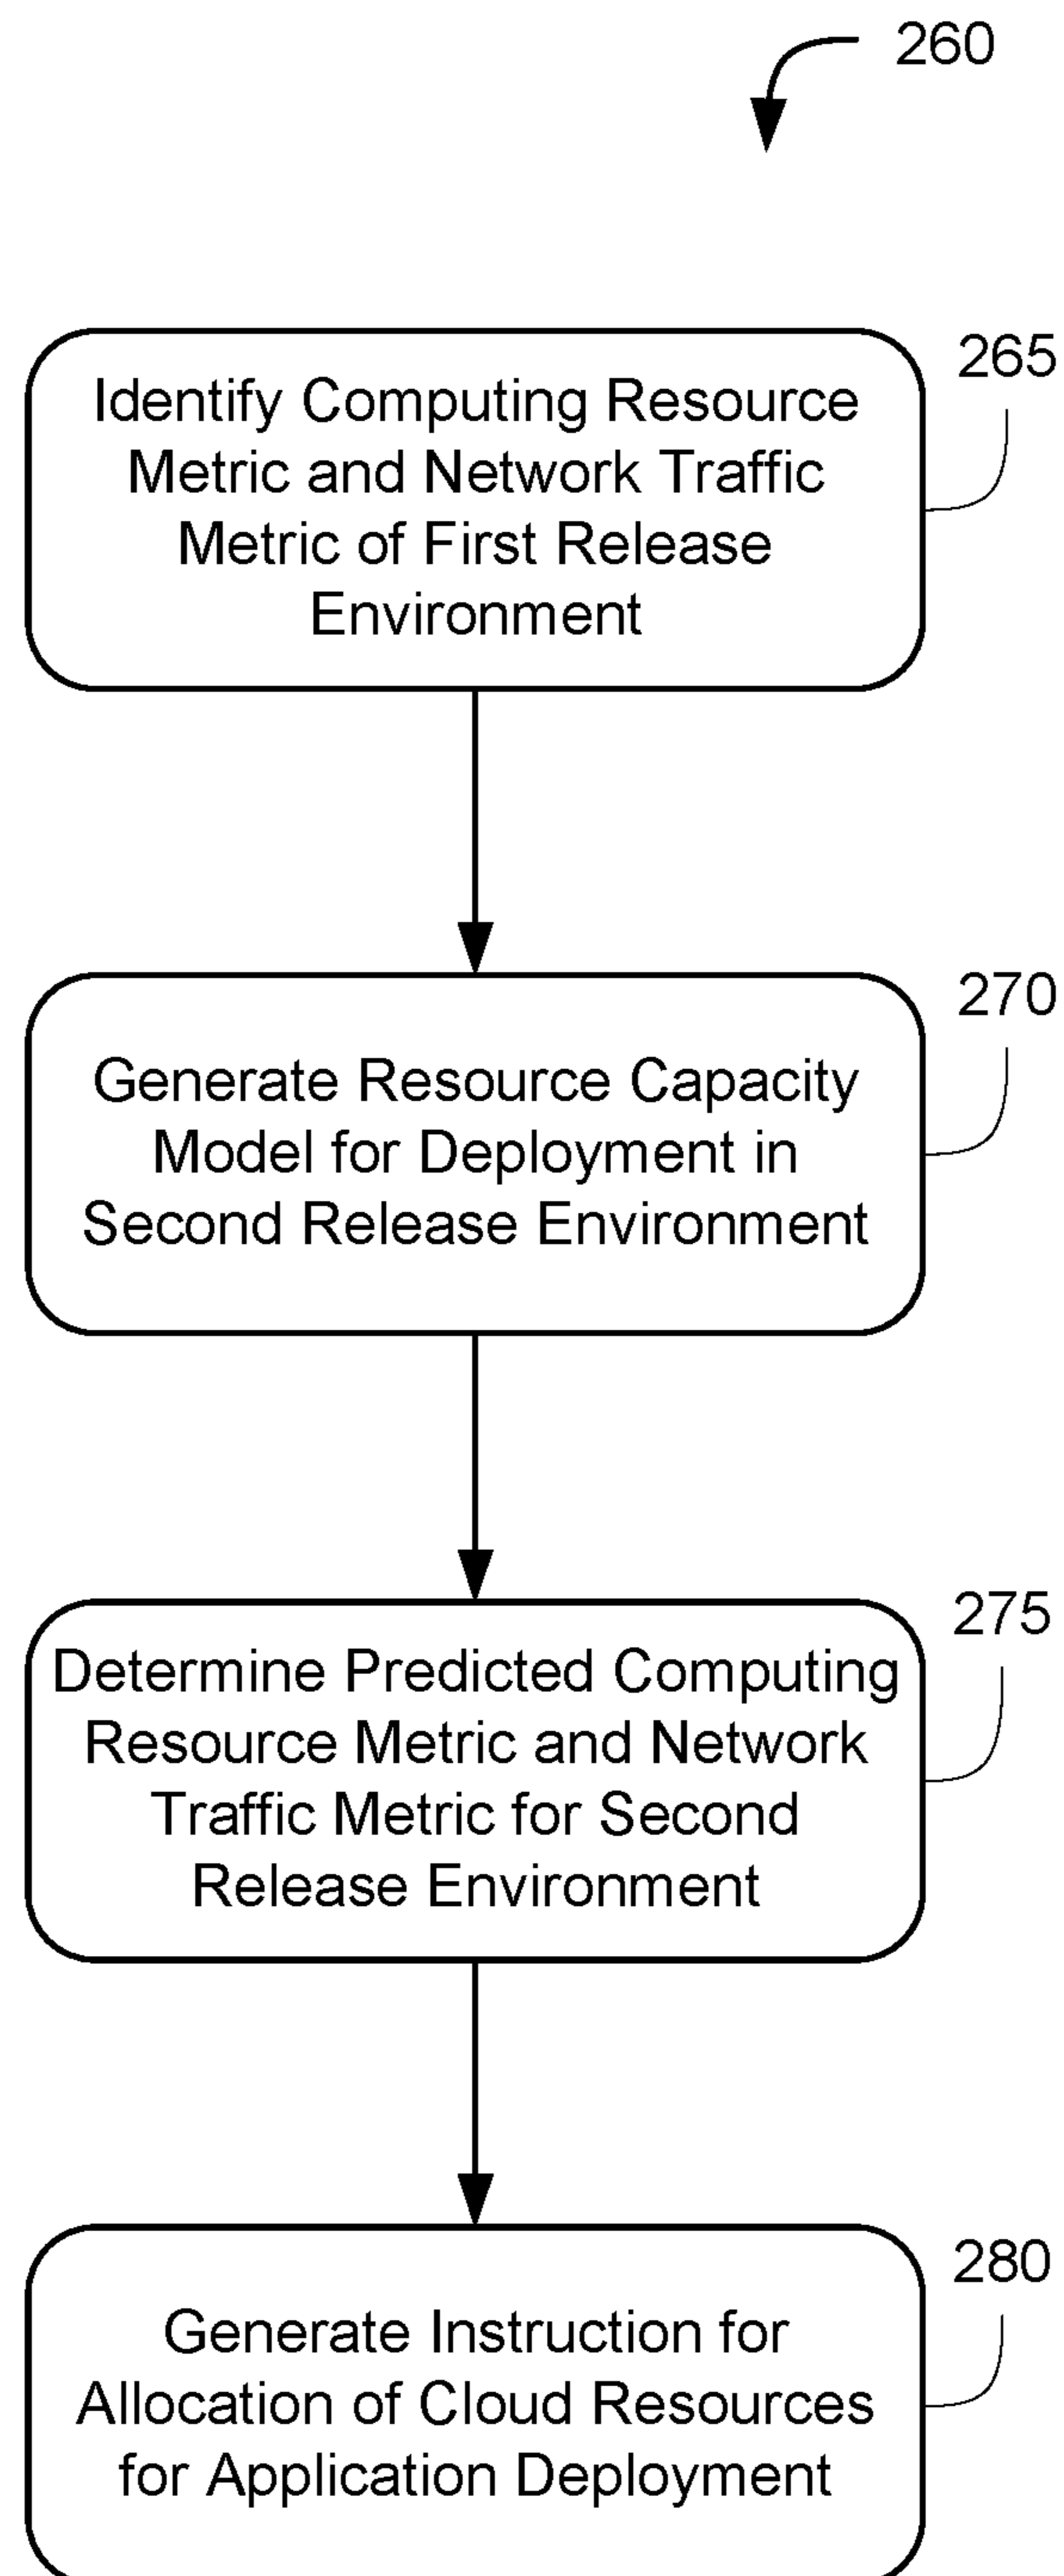 260
265
Identify Computing Resource
Metric and Network Traffic
Metric of First Release
Environment
270
Generate Resource Capacity
Model for Deployment in
Second Release Environment
275
Determine Predicted Computing
Resource Metric and Network
Traffic Metric for Second
Release Environment
280
Generate Instruction for
Allocation of Cloud Resources
for Application Deployment